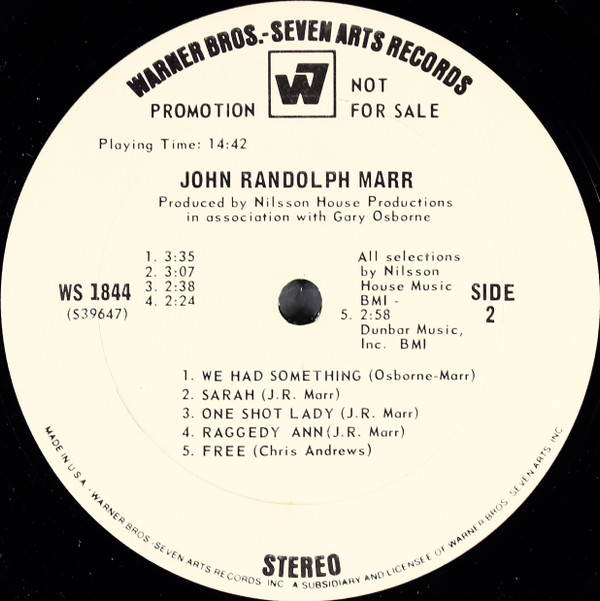 WARNER BROS.-SEVEN ARTS RECORDS
W7
PROMOTION NOT
FOR SALE
Playing Time: 14:42
JOHN RANDOLPH MARR
Produced by Nilsson House Productions
in association with Gary Osborne
1. 3:35
2. 3:07
3. 2:38
4. 2:24
All selections
by Nilsson
House Music
BMI -
5. 2:58
Dunbar Music,
Inc. BMI
WS 1844
(S39647)
SIDE
2
1. WE HAD SOMETHING (Osborne-Marr)
2. SARAH (J.R. Marr)
3. ONE SHOT LADY (J.R. Marr)
4. RAGGEDY ANN (J.R. Marr)
5. FREE (Chris Andrews)
STEREO
MADE IN U.S.A. · WARNER BROS.-SEVEN ARTS RECORDS INC A SUBSIDIARY AND LICENSEE OF WARNER BROS. SEVEN ARTS, INC